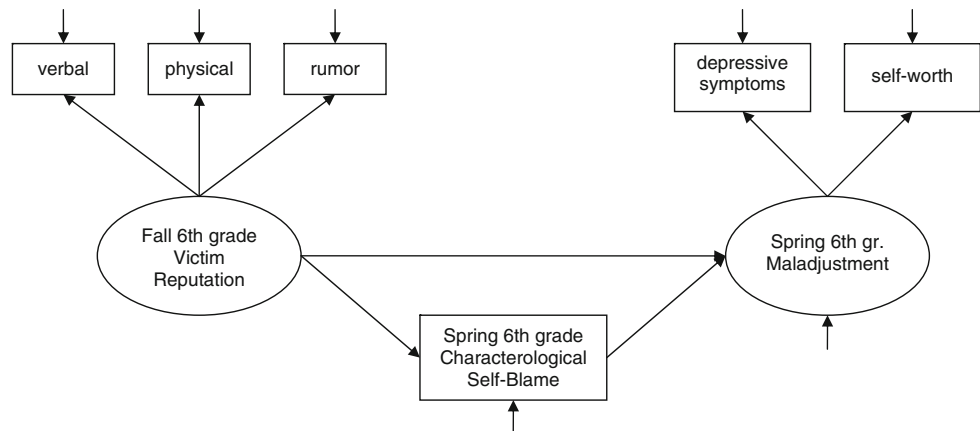 verbal
physical
rumor
depressive
symptoms
self-worth
Fall 6th grade
Victim
Reputation
Spring 6th gr.
Maladjustment
Spring 6th grade
Characterological
Self-Blame